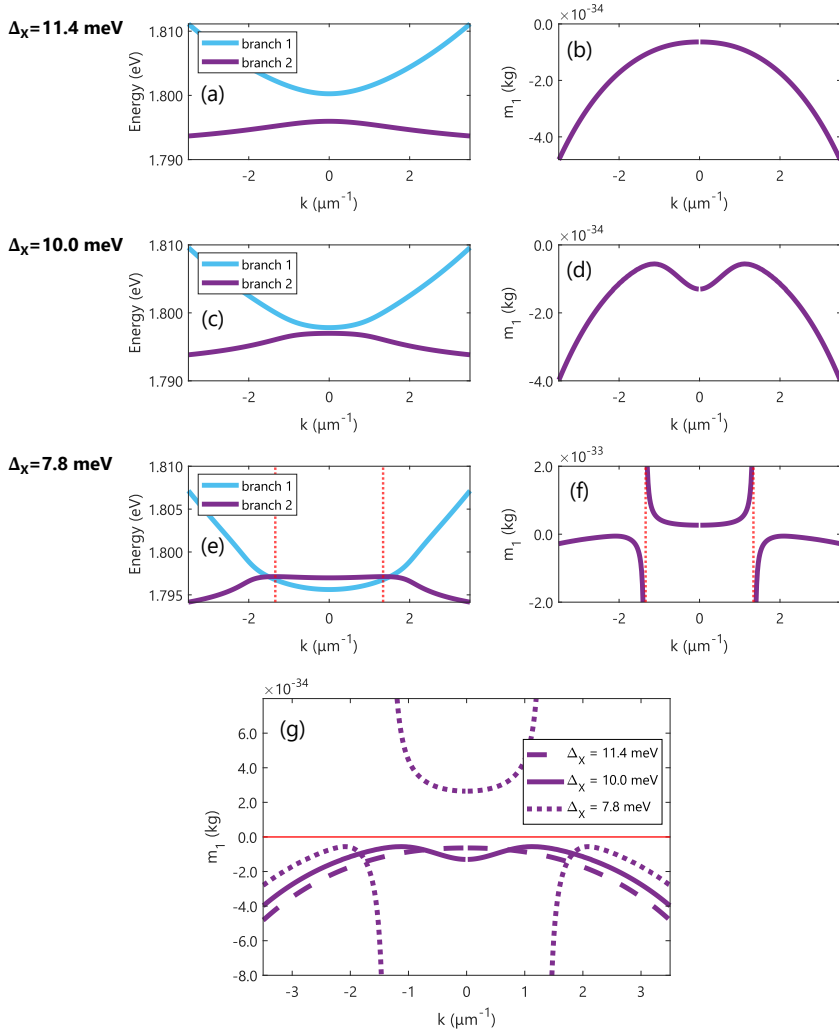 Δx=11.4 meV
1.810
1.800
1.790
Energy (eV)
branch 1
branch 2
(a)
-2 0 2
k (μm⁻¹)
×10⁻³⁴
0.0
-2.0
-4.0
m₁ (kg)
(b)
-2 0 2
k (μm⁻¹)
Δx=10.0 meV
1.810
1.800
1.790
Energy (eV)
branch 1
branch 2
(c)
-2 0 2
k (μm⁻¹)
×10⁻³⁴
0.0
-2.0
-4.0
m₁ (kg)
(d)
-2 0 2
k (μm⁻¹)
Δx=7.8 meV
1.810
1.805
1.800
1.795
Energy (eV)
branch 1
branch 2
(e)
-2 0 2
k (μm⁻¹)
×10⁻³³
2.0
0.0
-2.0
m₁ (kg)
(f)
-2 0 2
k (μm⁻¹)
×10⁻³⁴
6.0
4.0
2.0
0.0
-2.0
-4.0
-6.0
-8.0
m₁ (kg)
(g)
Δ_X = 11.4 meV
Δ_X = 10.0 meV
Δ_X = 7.8 meV
-3 -2 -1 0 1 2 3
k (μm⁻¹)